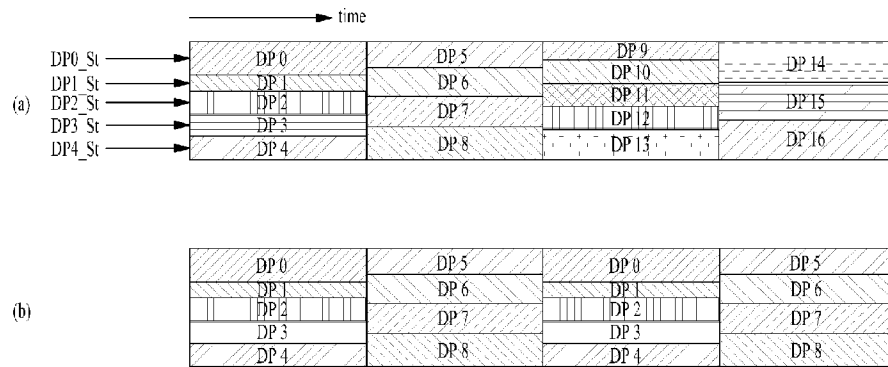 time
DP0_St DP 0 DP 5 DP 9 DP 14
DP1_St DP 1 DP 6 DP 10
(a) DP2_St DP 2 DP 7 DP 11 DP 15
DP3_St DP 3 DP 12
DP4_St DP 4 DP 8 DP 13 DP 16
DP 0 DP 5 DP 0 DP 5
DP 1 DP 6 DP 1 DP 6
(b) DP 2 DP 7 DP 2 DP 7
DP 3 DP 3
DP 4 DP 8 DP 4 DP 8